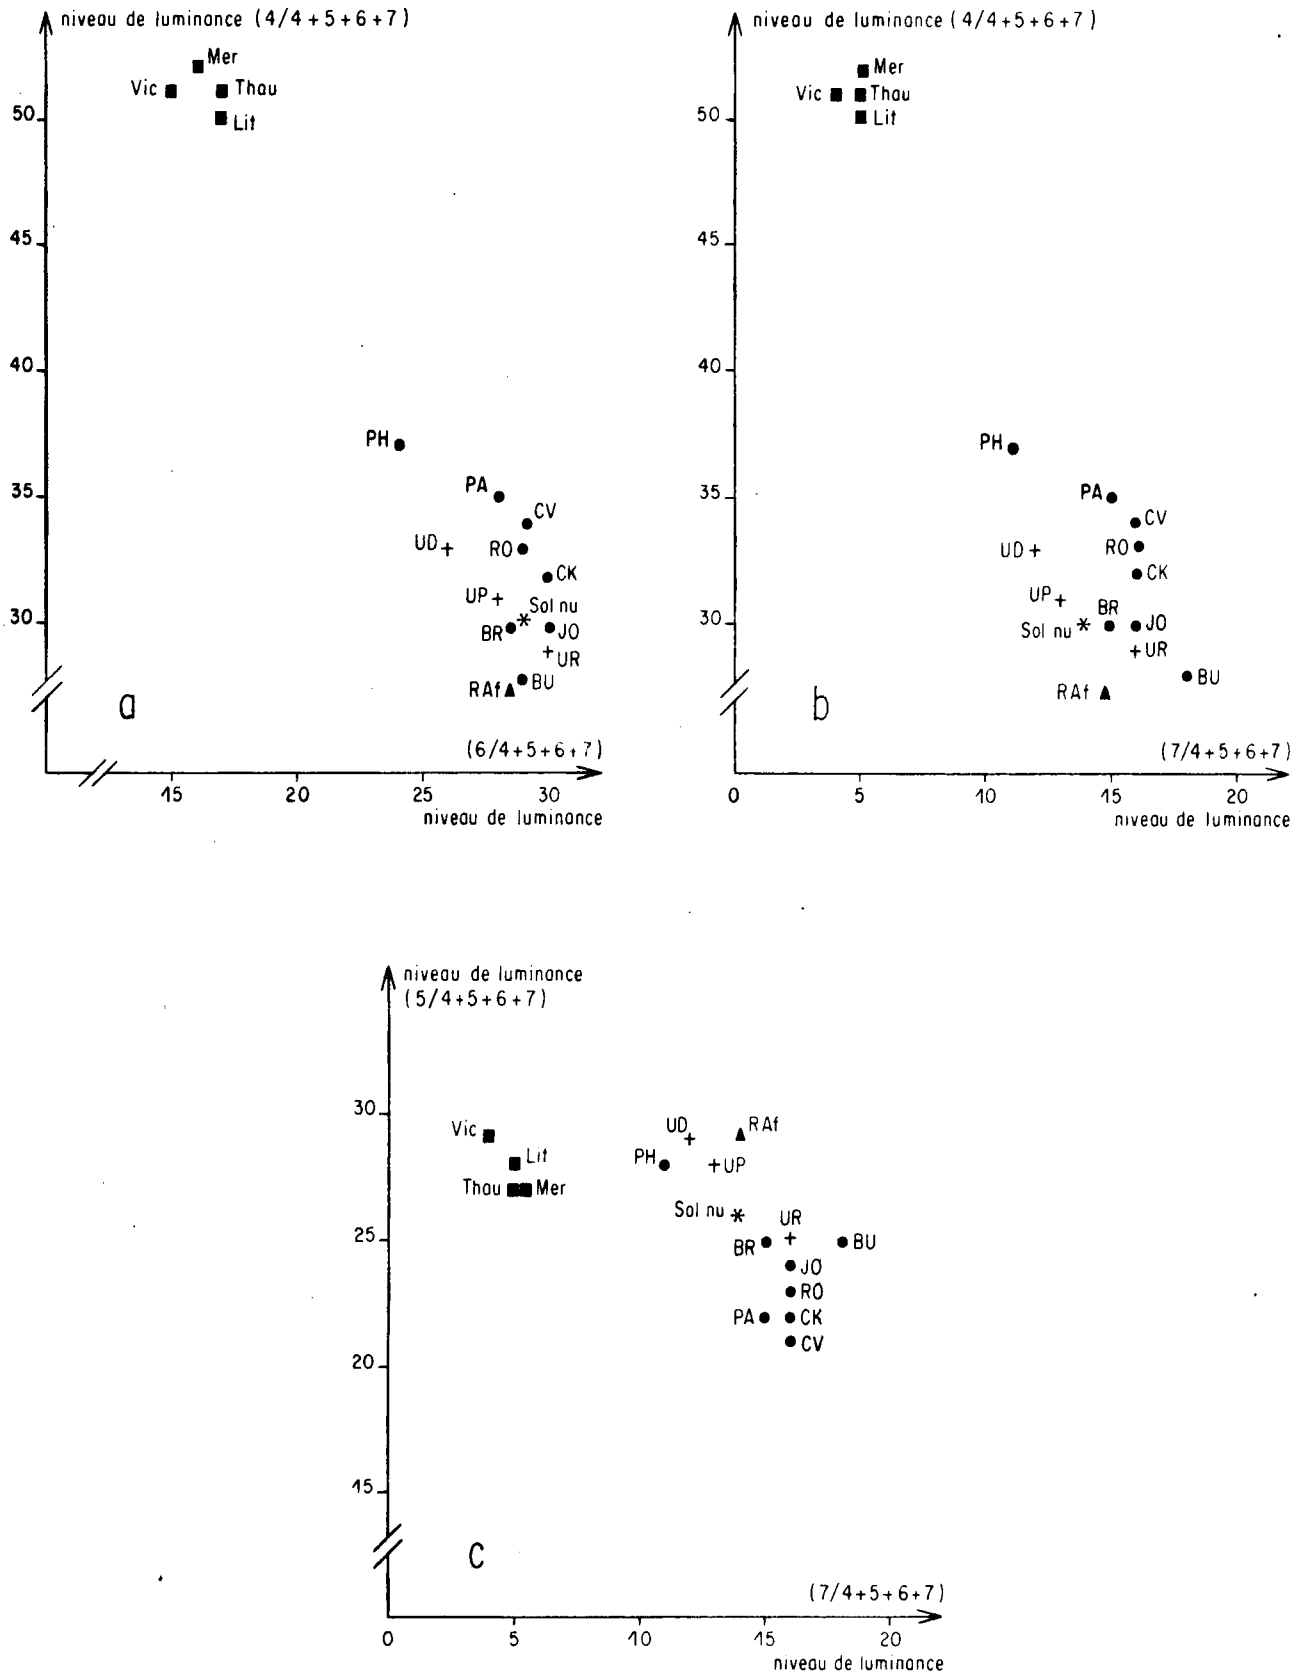 niveau de luminance (4/4+5+6+7)
Mer
Vic
Thau
Lit
50
45
40
35
30
PH
PA
CV
UD
RO
CK
UP
Sol nu
BR
JO
UR
RAf
BU
a
(6/4+5+6+7)
15 20 25 30
niveau de luminance
niveau de luminance (4/4+5+6+7)
Mer
Vic
Thau
Lit
50
45
40
35
30
PH
PA
CV
UD
RO
CK
UP
BR
Sol nu
JO
UR
BU
RAf
b
(7/4+5+6+7)
0 5 10 15 20
niveau de luminance
niveau de luminance
(5/4+5+6+7)
30
25
20
15
Vic
Lit
Thau
Mer
UD
RAf
PH
UP
Sol nu
UR
BR
BU
JO
RO
PA
CK
CV
c
(7/4+5+6+7)
0 5 10 15 20
niveau de luminance